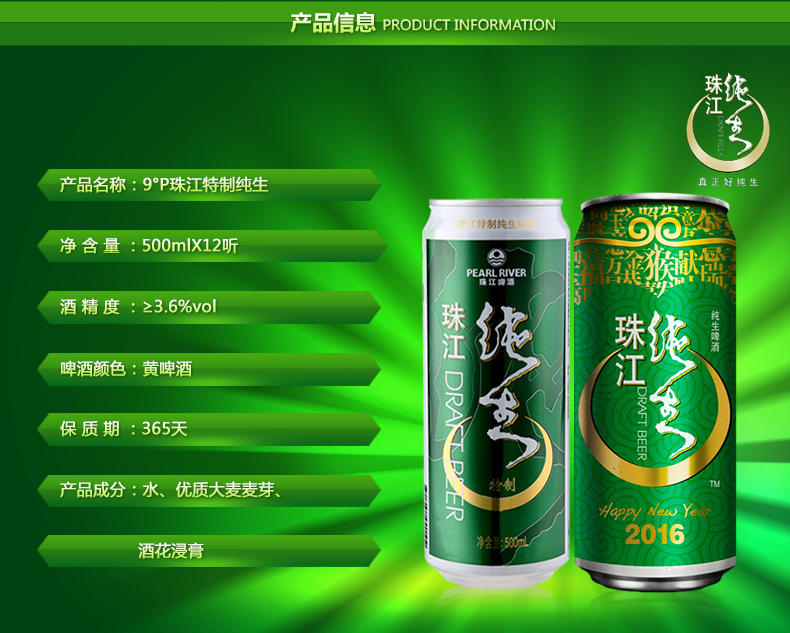 产品信息 PRODUCT INFORMATION
珠江纯生
DRAFT BEER
真正好纯生
产品名称：9°P珠江特制纯生
净 含 量 ：500mlX12听
酒 精 度 ：≥3.6%vol
啤酒颜色：黄啤酒
保 质 期 ：365天
产品成分：水、优质大麦麦芽、
酒花浸膏
珠江特制纯生啤酒
PEARL RIVER
珠江啤酒
珠江纯生
DRAFT BEER
特制
净含量:500mL
猴献瑞
纯生啤酒
珠江纯生
DRAFT BEER
TM
Happy New Year
2016